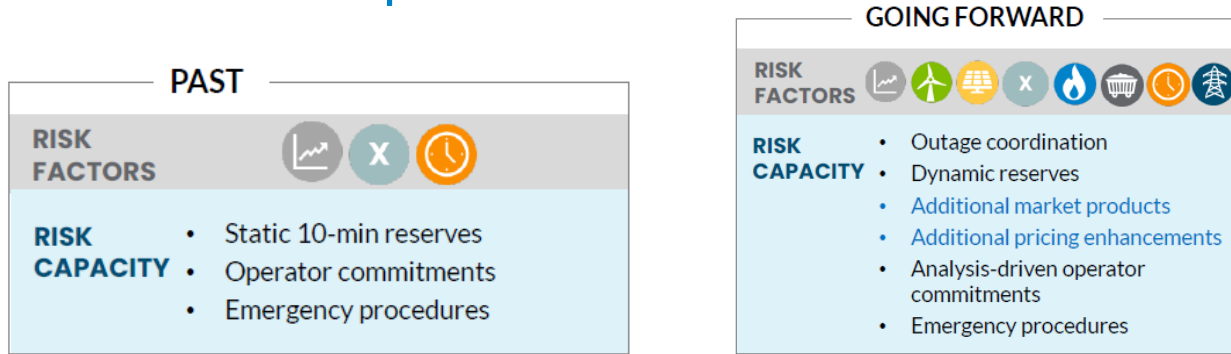 PAST
RISK
FACTORS
X
RISK
CAPACITY
• Static 10-min reserves
• Operator commitments
• Emergency procedures
GOING FORWARD
RISK
FACTORS
X
RISK
CAPACITY
• Outage coordination
• Dynamic reserves
• Additional market products
• Additional pricing enhancements
• Analysis-driven operator
commitments
• Emergency procedures